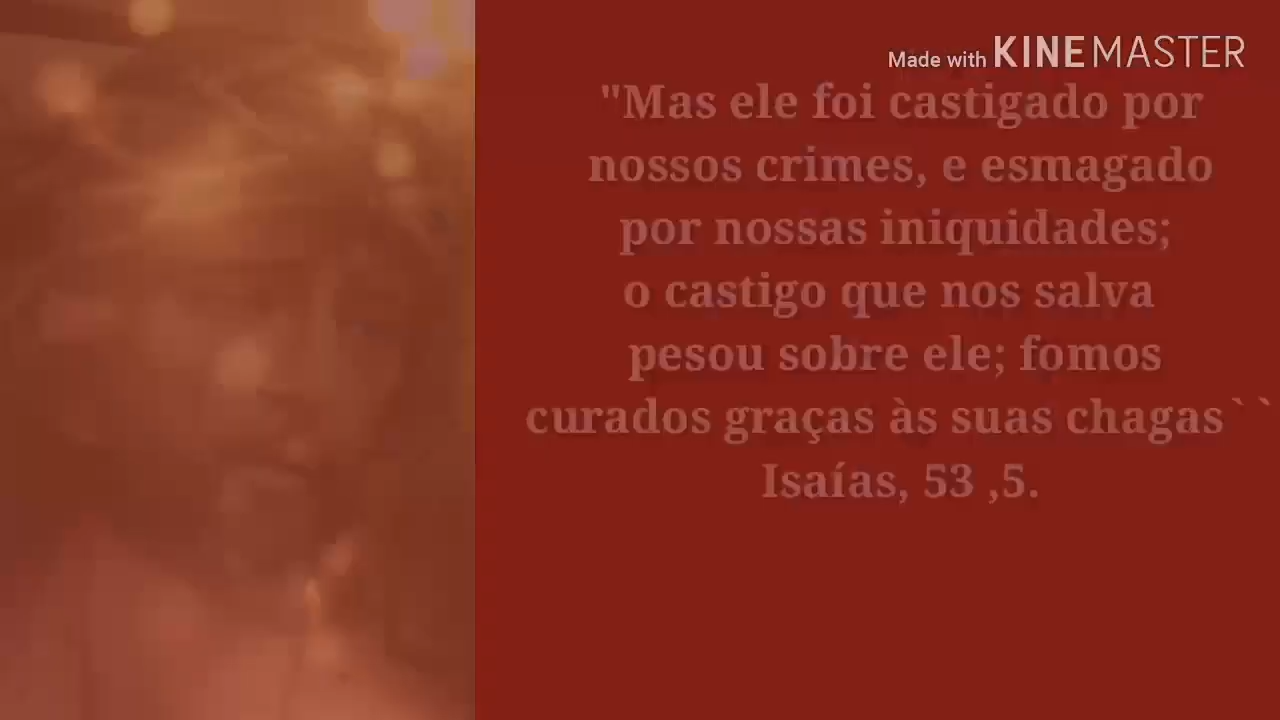 Made with KINEMASTER
"Mas ele foi castigado por
nossos crimes, e esmagado
por nossas iniquidades;
o castigo que nos salva
pesou sobre ele; fomos
curados graças às suas chagas``
Isaías, 53 ,5.